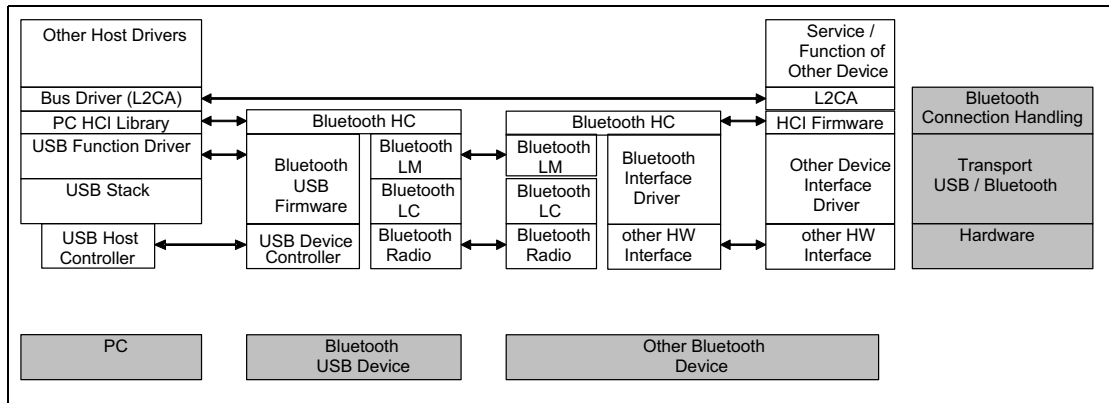 Other Host Drivers
Bus Driver (L2CA)
PC HCI Library
USB Function Driver
USB Stack
USB Host
Controller
Bluetooth HC
Bluetooth
USB
Firmware
USB Device
Controller
Bluetooth
LM
Bluetooth
LC
Bluetooth
Radio
Bluetooth HC
Bluetooth
LM
Bluetooth
LC
Bluetooth
Radio
Bluetooth
Interface
Driver
other HW
Interface
Service /
Function of
Other Device
L2CA
HCI Firmware
Other Device
Interface
Driver
other HW
Interface
Bluetooth
Connection Handling
Transport
USB / Bluetooth
Hardware
PC
Bluetooth
USB Device
Other Bluetooth
Device